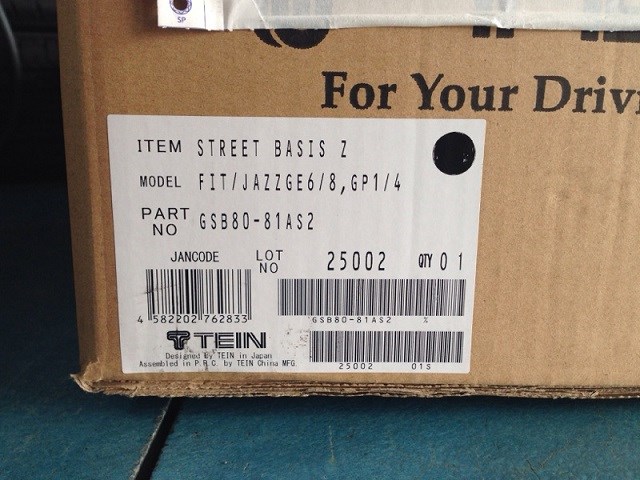 SP
For Your Driv
ITEM STREET BASIS Z
MODEL FIT/JAZZGE6/8,GP1/4
PART NO GSB80-81AS2
JANCODE
LOT NO 25002 QTY 01
4 582202 762833
GSB80-81AS2 %
TEIN
Designed by TEIN in Japan
Assembled in P.R.C. by TEIN China MFG.
25002 01S